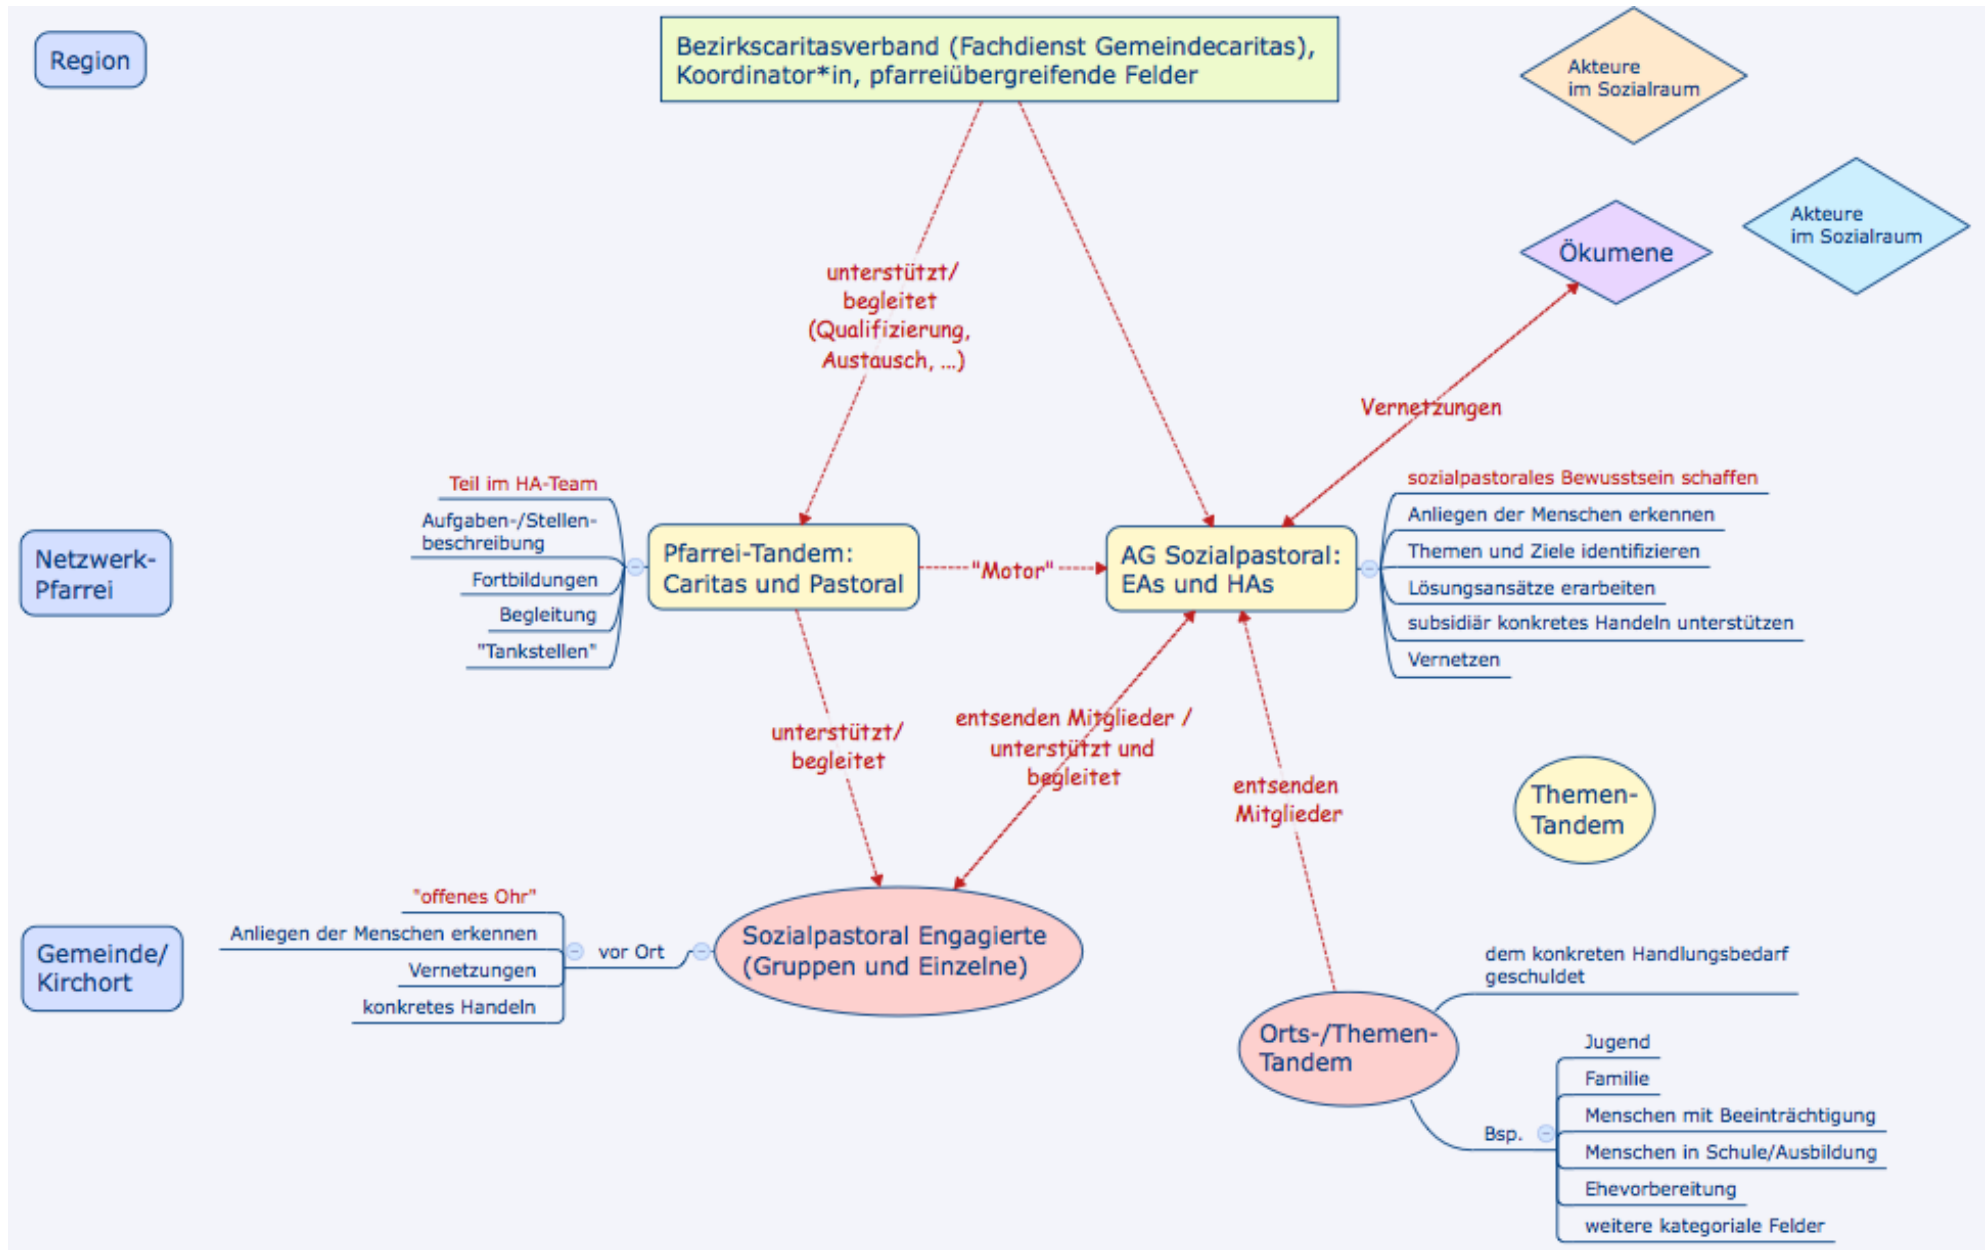 Region
Bezirkscaritasverband (Fachdienst Gemeindecaritas),
Koordinator*in, pfarreiübergreifende Felder
Akteure
im Sozialraum
Akteure
im Sozialraum
Ökumene
unterstützt/
begleitet
(Qualifizierung,
Austausch, ...)
Vernetzungen
Netzwerk-
Pfarrei
Teil im HA-Team
Aufgaben-/Stellen-
beschreibung
Fortbildungen
Begleitung
"Tankstellen"
Pfarrei-Tandem:
Caritas und Pastoral
"Motor"
AG Sozialpastoral:
EAs und HAs
sozialpastorales Bewusstsein schaffen
Anliegen der Menschen erkennen
Themen und Ziele identifizieren
Lösungsansätze erarbeiten
subsidiär konkretes Handeln unterstützen
Vernetzen
unterstützt/
begleitet
entsenden Mitglieder /
unterstützt und
begleitet
entsenden
Mitglieder
Themen-
Tandem
Gemeinde/
Kirchort
"offenes Ohr"
Anliegen der Menschen erkennen
Vernetzungen
konkretes Handeln
vor Ort
Sozialpastoral Engagierte
(Gruppen und Einzelne)
Orts-/Themen-
Tandem
dem konkreten Handlungsbedarf
geschuldet
Bsp.
Jugend
Familie
Menschen mit Beeinträchtigung
Menschen in Schule/Ausbildung
Ehevorbereitung
weitere kategoriale Felder